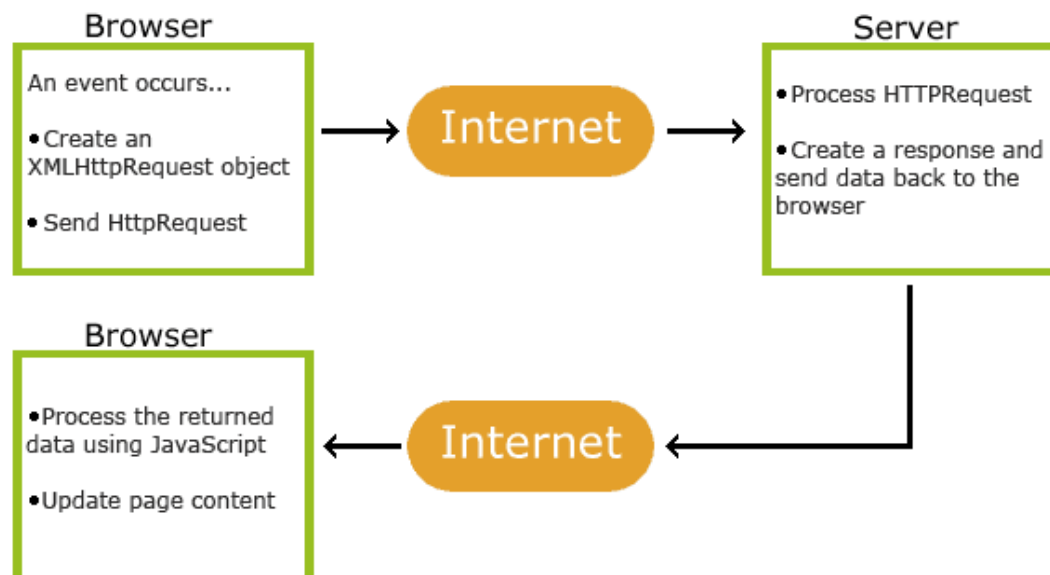 Browser
An event occurs...
•Create an
XMLHttpRequest object
• Send HttpRequest
Internet
Server
•Process HTTPRequest
•Create a response and
send data back to the
browser
Browser
•Process the returned
data using JavaScript
•Update page content
Internet